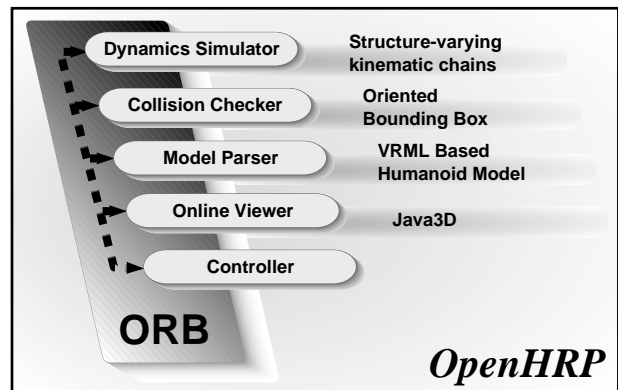 Dynamics Simulator
Structure-varying
kinematic chains
Collision Checker
Oriented
Bounding Box
Model Parser
VRML Based
Humanoid Model
Online Viewer
Java3D
Controller
ORB
OpenHRP